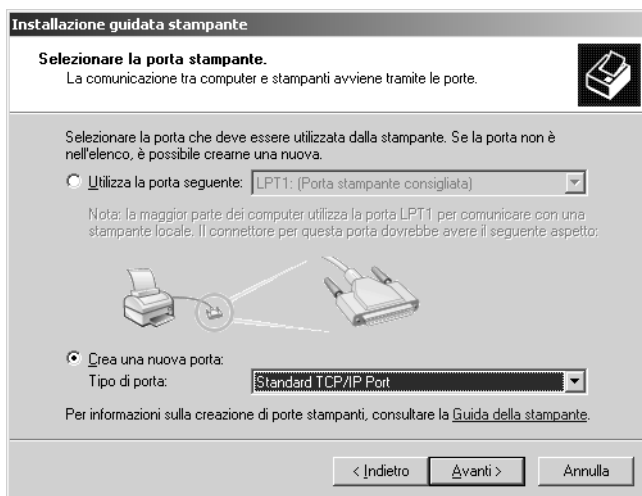 Installazione guidata stampante
Selezionare la porta stampante.
La comunicazione tra computer e stampanti avviene tramite le porte.
Selezionare la porta che deve essere utilizzata dalla stampante. Se la porta non è
nell'elenco, è possibile crearne una nuova.
Utilizza la porta seguente: LPT1: (Porta stampante consigliata)
Nota: la maggior parte dei computer utilizza la porta LPT1 per comunicare con una
stampante locale. Il connettore per questa porta dovrebbe avere il seguente aspetto:
Crea una nuova porta:
Tipo di porta: Standard TCP/IP Port
Per informazioni sulla creazione di porte stampanti, consultare la Guida della stampante.
< Indietro Avanti > Annulla